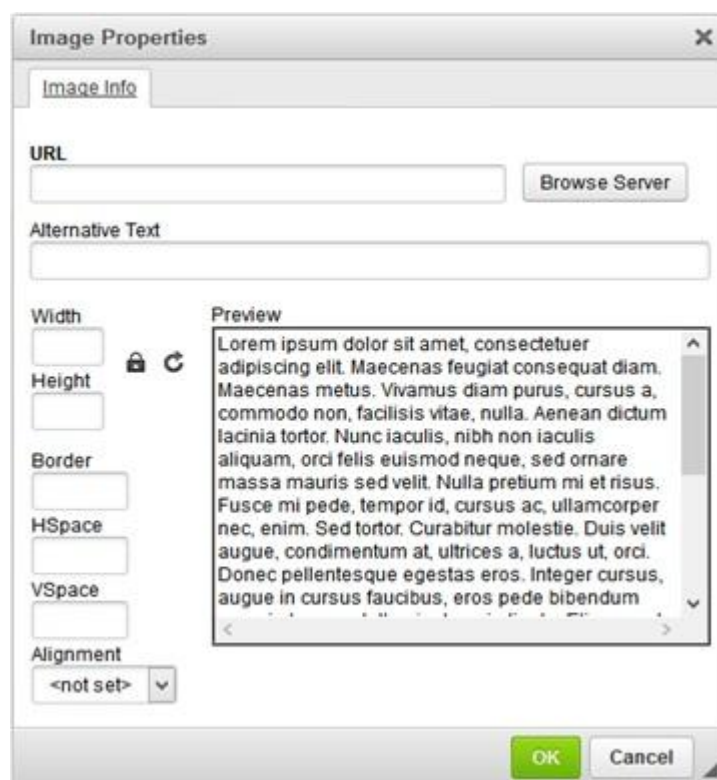 Image Properties
Image Info
URL
Browse Server
Alternative Text
Width
Height
Border
HSpace
VSpace
Alignment
<not set>
Preview
Lorem ipsum dolor sit amet, consectetuer
adipiscing elit. Maecenas feugiat consequat diam.
Maecenas metus. Vivamus diam purus, cursus a,
commodo non, facilisis vitae, nulla. Aenean dictum
lacinia tortor. Nunc iaculis, nibh non iaculis
aliquam, orci felis euismod neque, sed ornare
massa mauris sed velit. Nulla pretium mi et risus.
Fusce mi pede, tempor id, cursus ac, ullamcorper
nec, enim. Sed tortor. Curabitur molestie. Duis velit
augue, condimentum at, ultrices a, luctus ut, orci.
Donec pellentesque egestas eros. Integer cursus,
augue in cursus faucibus, eros pede bibendum
OK
Cancel